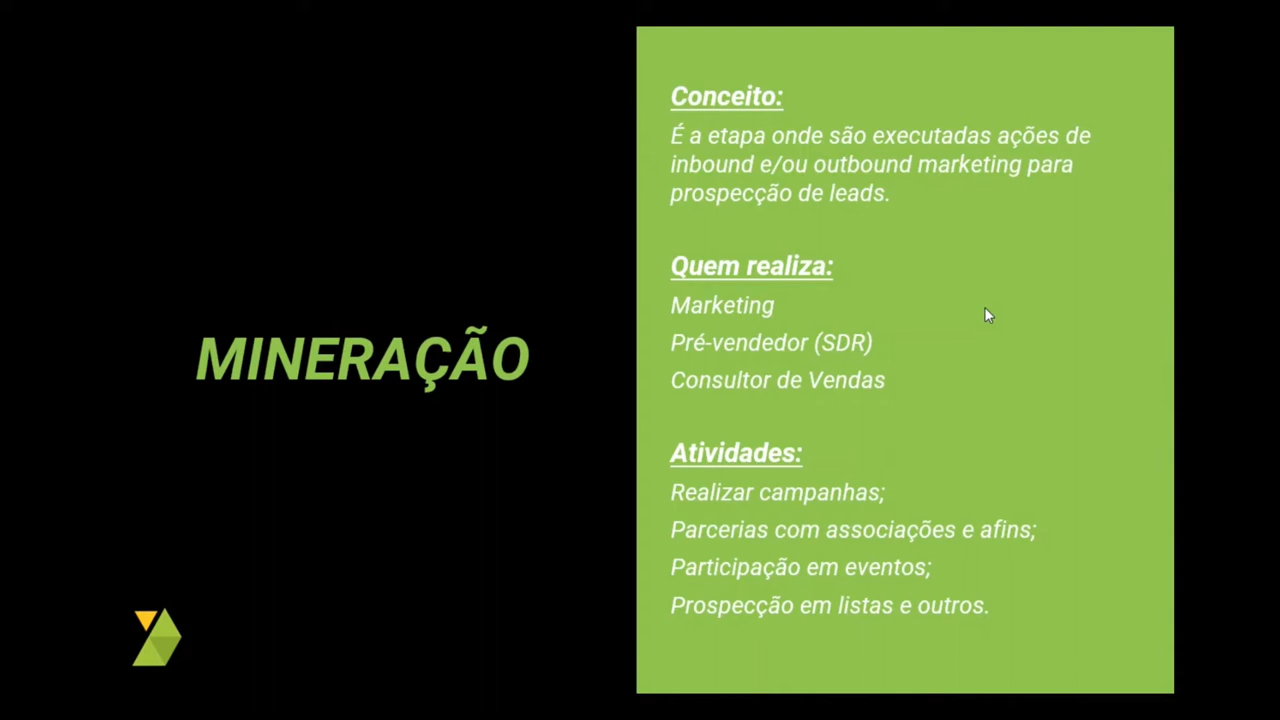 MINERAÇÃO
Conceito:
É a etapa onde são executadas ações de
inbound e/ou outbound marketing para
prospecção de leads.
Quem realiza:
Marketing
Pré-vendedor (SDR)
Consultor de Vendas
Atividades:
Realizar campanhas;
Parcerias com associações e afins;
Participação em eventos;
Prospecção em listas e outros.